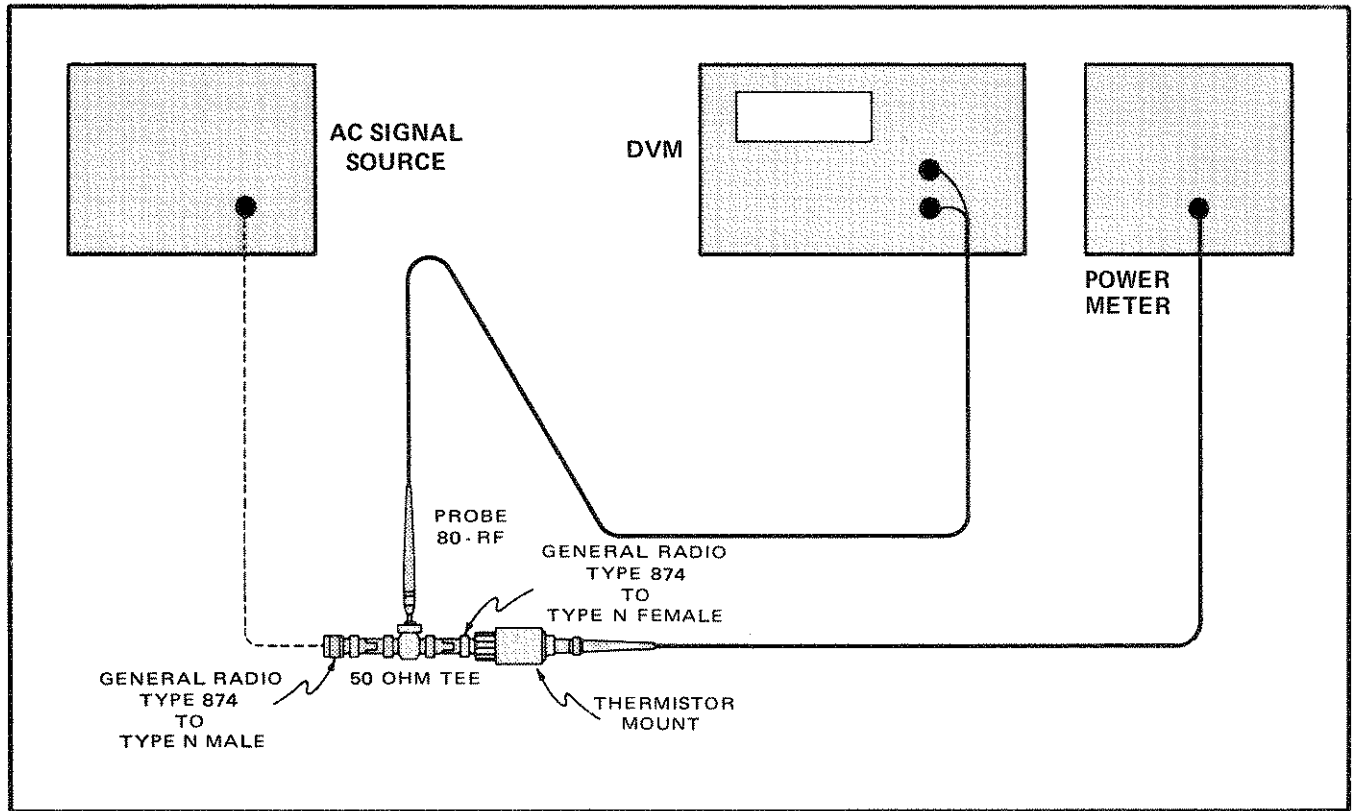 AC SIGNAL
SOURCE
DVM
POWER
METER
PROBE
80-RF
GENERAL RADIO
TYPE 874
TO
TYPE N FEMALE
GENERAL RADIO
TYPE 874
TO
TYPE N MALE
50 OHM TEE
THERMISTOR
MOUNT